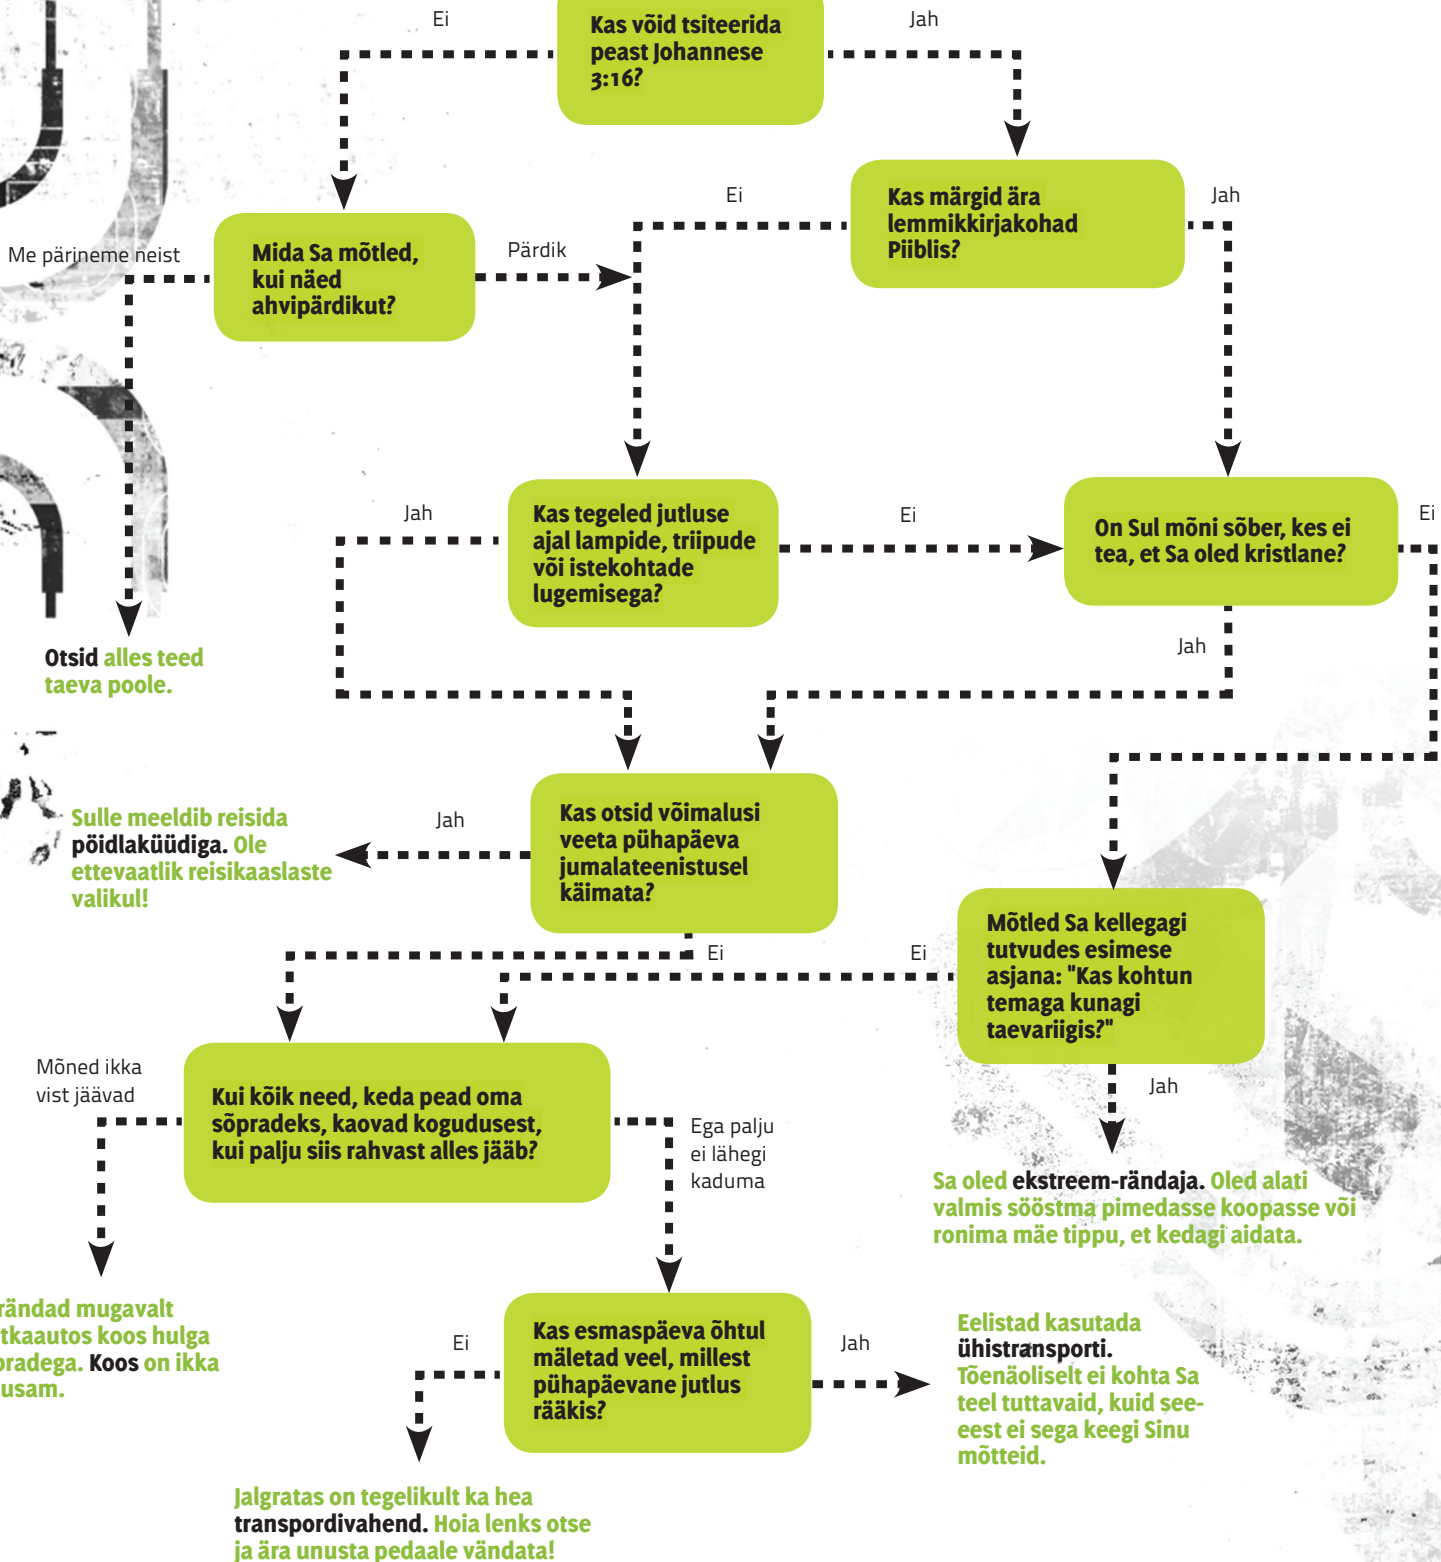 Ei
Kas võid tsiteerida
peast Johannese
3:16?
Jah
Me pärineme neist
Mida Sa mõtled,
kui näed
ahvipärdikut?
Pärdik
Ei
Kas märgid ära
lemmikkirjakohad
Piiblis?
Jah
Jah
Kas tegeled jutluse
ajal lampide, triipude
või istekohtade
lugemisega?
Ei
On Sul mõni sõber, kes ei
tea, et Sa oled kristlane?
Ei
Jah
Otsid alles teed
taeva poole.
Sulle meeldib reisida
pöidlaküüdiga. Ole
ettevaatlik reisikaaslaste
valikul!
Jah
Kas otsid võimalusi
veeta pühapäeva
jumalateenistusel
käimata?
Ei
Ei
Mõtled Sa kellegagi
tutvudes esimese
asjana: "Kas kohtun
temaga kunagi
taevariigis?"
Jah
Mõned ikka
vist jäävad
Kui kõik need, keda pead oma
sõpradeks, kaovad kogudusest,
kui palju siis rahvast alles jääb?
Ega palju
ei lähegi
kaduma
Sa oled ekstreem-rändaja. Oled alati
valmis sööstma pimedasse koopasse või
ronima mäe tippu, et kedagi aidata.
rändad mugavalt
koos hulga
Koos on ikka
Ei
Kas esmaspäeva õhtul
mäletad veel, millest
pühapäevane jutlus
rääkis?
Jah
Eelistad kasutada
ühistransporti.
Tõenäoliselt ei kohta Sa
teel tuttavaid, kuid see-
eest ei sega keegi Sinu
mõtteid.
Jalgratas on tegelikult ka hea
transpordivahend. Hoia lenks otse
ja ära unusta pedaale vändata!